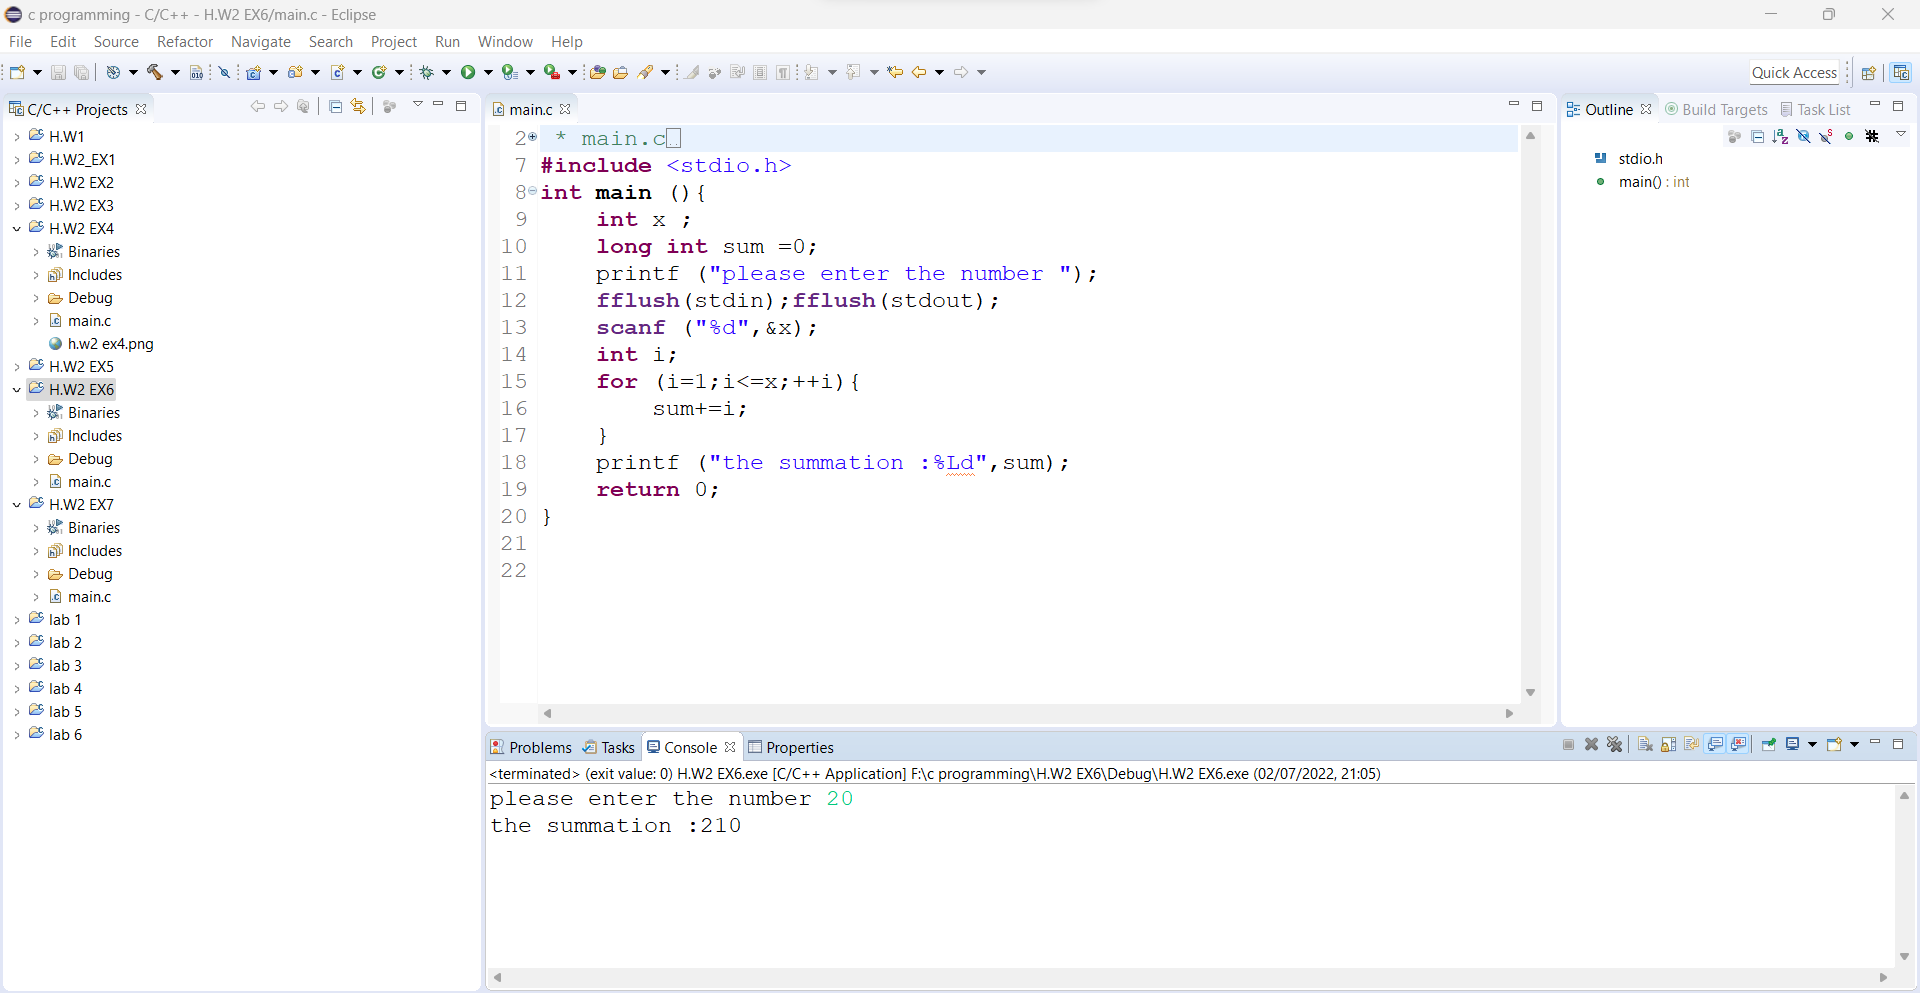 c programming - C/C++ - H.W2 EX6/main.c - Eclipse
File Edit Source Refactor Navigate Search Project Run Window Help
Quick Access
C/C++ Projects
H.W1
H.W2_EX1
H.W2 EX2
H.W2 EX3
H.W2 EX4
Binaries
Includes
Debug
main.c
h.w2 ex4.png
H.W2 EX5
H.W2 EX6
Binaries
Includes
Debug
main.c
H.W2 EX7
Binaries
Includes
Debug
main.c
lab 1
lab 2
lab 3
lab 4
lab 5
lab 6
main.c
2 * main.c
7 #include <stdio.h>
8 int main (){
9 int x ;
10 long int sum =0;
11 printf ("please enter the number ");
12 fflush(stdin);fflush(stdout);
13 scanf ("%d",&x);
14 int i;
15 for (i=1;i<=x;++i){
16 sum+=i;
17 }
18 printf ("the summation :%Ld",sum);
19 return 0;
20 }
21
22
Outline Build Targets Task List
stdio.h
main() : int
Problems Tasks Console Properties
<terminated> (exit value: 0) H.W2 EX6.exe [C/C++ Application] F:\c programming\H.W2 EX6\Debug\H.W2 EX6.exe (02/07/2022, 21:05)
please enter the number 20
the summation :210